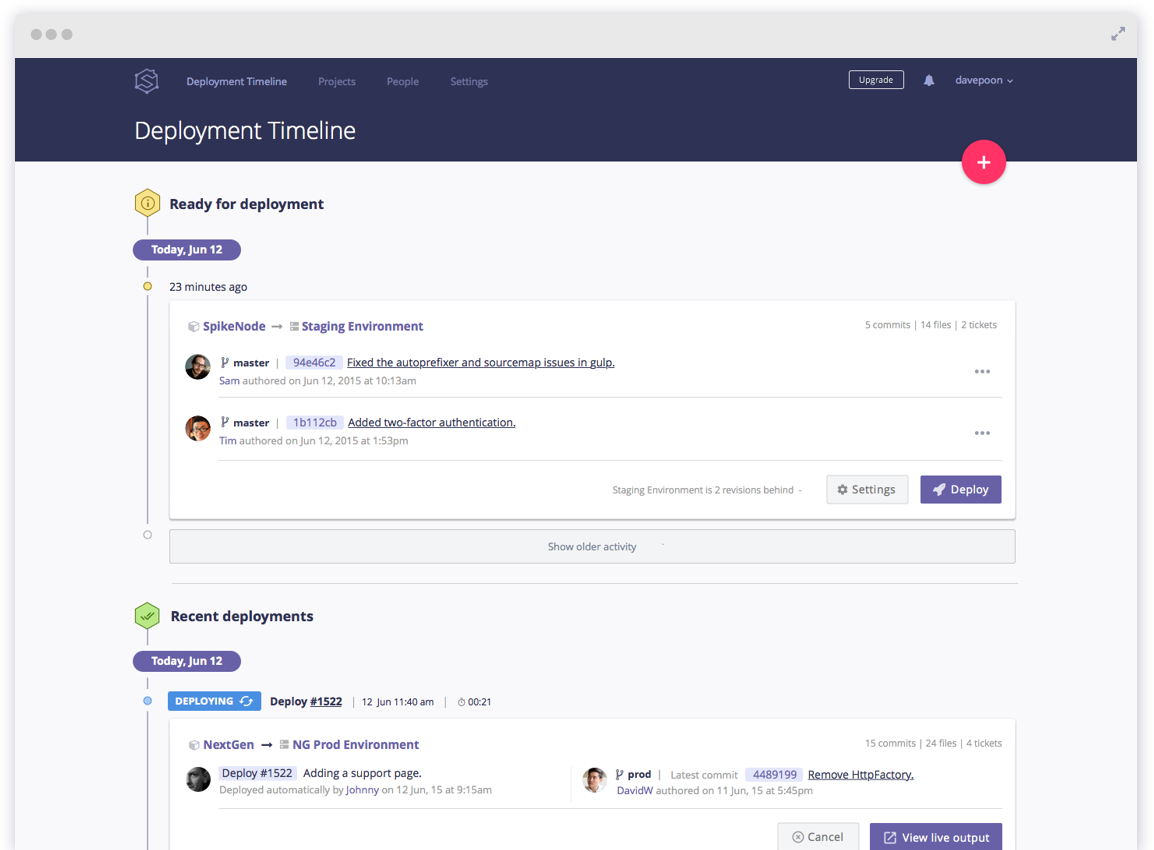 Deployment Timeline Projects People Settings Upgrade davepoon
Deployment Timeline
+
Ready for deployment
Today, Jun 12
23 minutes ago
SpikeNode → Staging Environment 5 commits | 14 files | 2 tickets
master | 94e46c2 Fixed the autoprefixer and sourcemap issues in gulp.
Sam authored on Jun 12, 2015 at 10:13am
master | 1b112cb Added two-factor authentication.
Tim authored on Jun 12, 2015 at 1:53pm
Staging Environment is 2 revisions behind - Settings Deploy
Show older activity
Recent deployments
Today, Jun 12
DEPLOYING Deploy #1522 | 12 Jun 11:40 am | 00:21
NextGen → NG Prod Environment 15 commits | 24 files | 4 tickets
Deploy #1522 Adding a support page. prod | Latest commit 4489199 Remove HttpFactory.
Deployed automatically by Johnny on 12 Jun, 15 at 9:15am DavidW authored on 11 Jun, 15 at 5:45pm
Cancel View live output